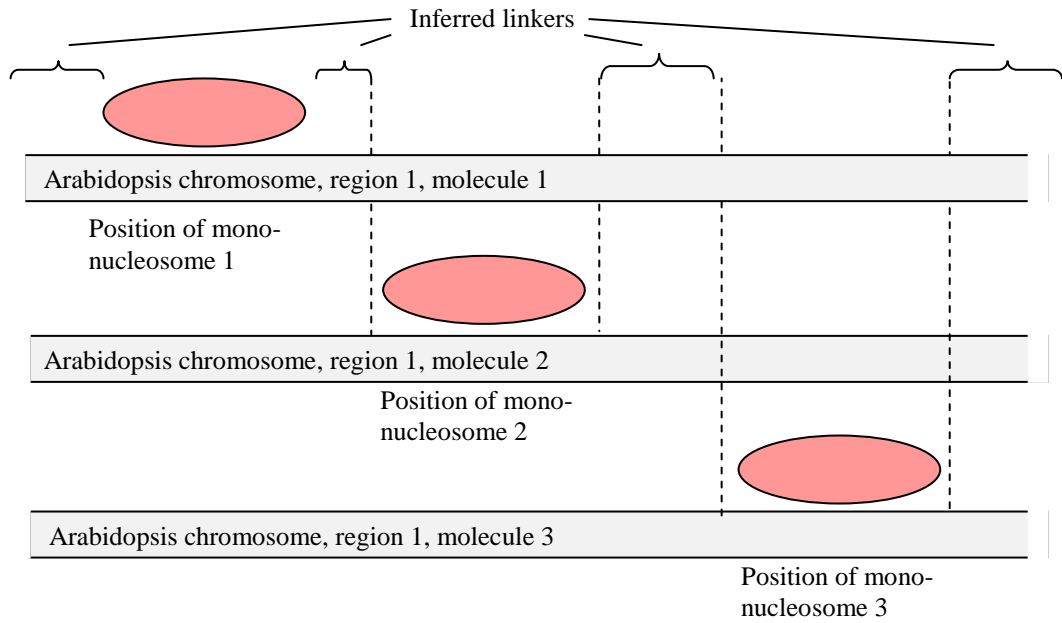 Inferred linkers
Arabidopsis chromosome, region 1, molecule 1
Position of mono-
nucleosome 1
Arabidopsis chromosome, region 1, molecule 2
Position of mono-
nucleosome 2
Arabidopsis chromosome, region 1, molecule 3
Position of mono-
nucleosome 3